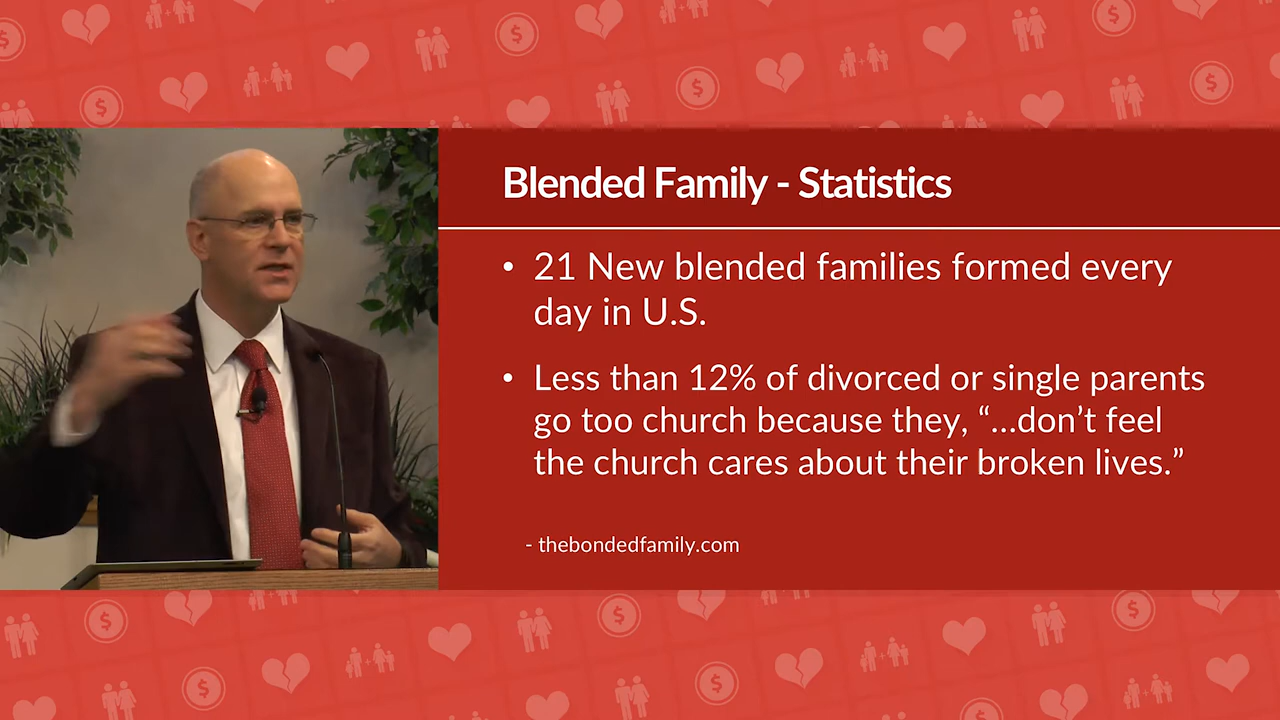 Blended Family - Statistics
• 21 New blended families formed every
day in U.S.
• Less than 12% of divorced or single parents
go too church because they, “...don’t feel
the church cares about their broken lives.”
- thebondedfamily.com